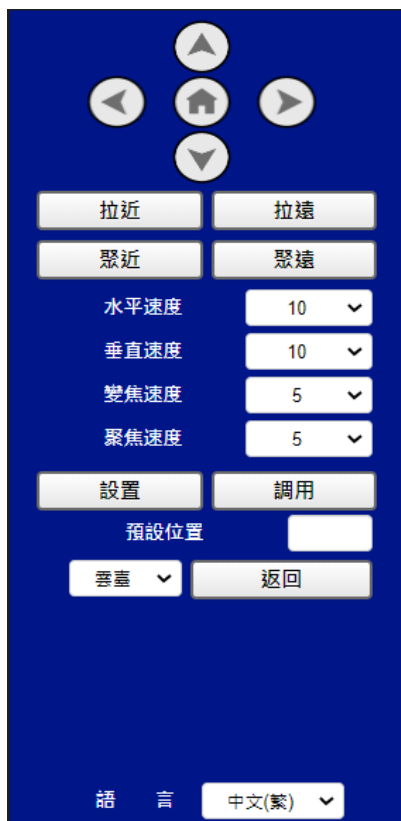 拉近 拉遠
聚近 聚遠
水平速度 10
垂直速度 10
變焦速度 5
聚焦速度 5
設置 調用
預設位置
雲臺 返回
語 言 中文(繁)